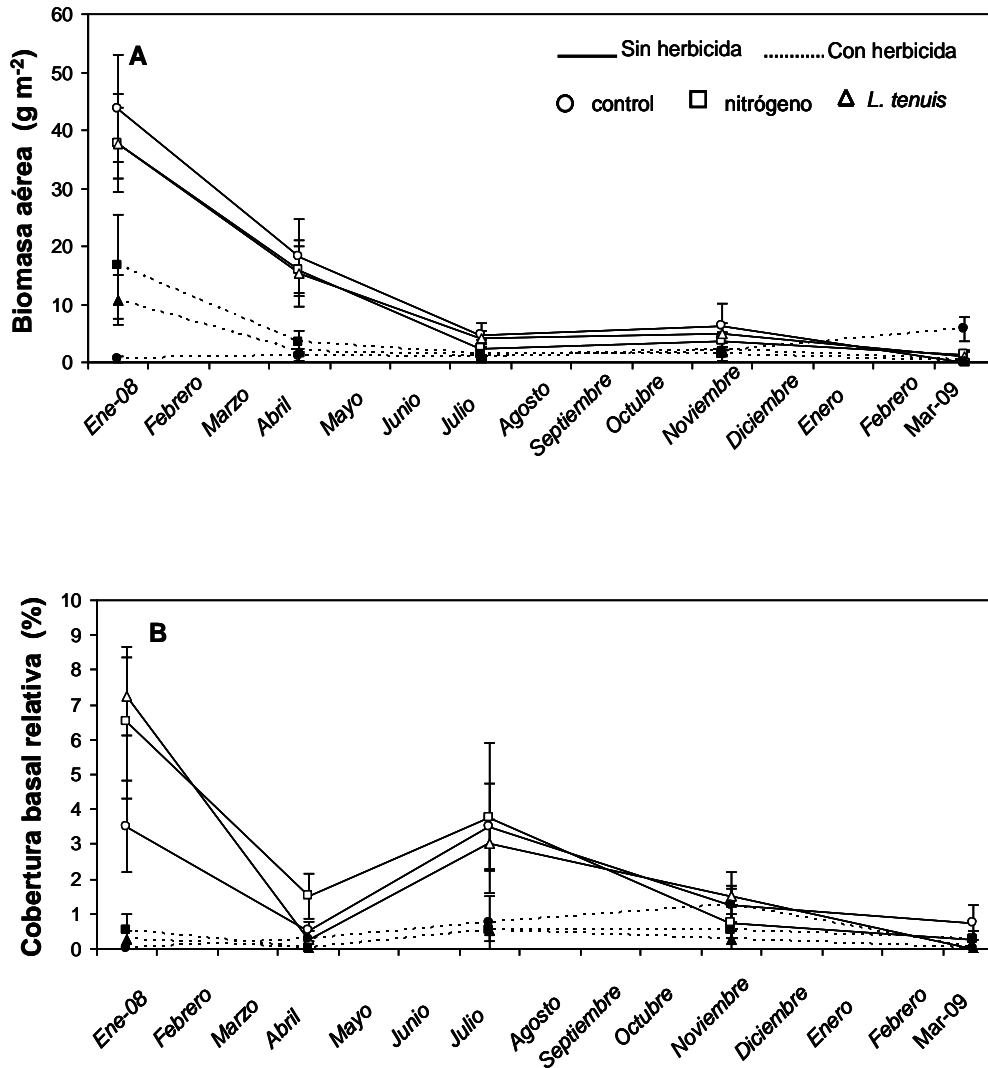 60
50
40
30
20
10
0
Biomasa aérea (g m-2)
A
Sin herbicida
Con herbicida
control
nitrógeno
L. tenuis
Ene-08
Febrero
Marzo
Abril
Mayo
Junio
Julio
Agosto
Septiembre
Octubre
Noviembre
Diciembre
Enero
Febrero
Mar-09
10
9
8
7
6
5
4
3
2
1
0
Cobertura basal relativa (%)
B
Ene-08
Febrero
Marzo
Abril
Mayo
Junio
Julio
Agosto
Septiembre
Octubre
Noviembre
Diciembre
Enero
Febrero
Mar-09